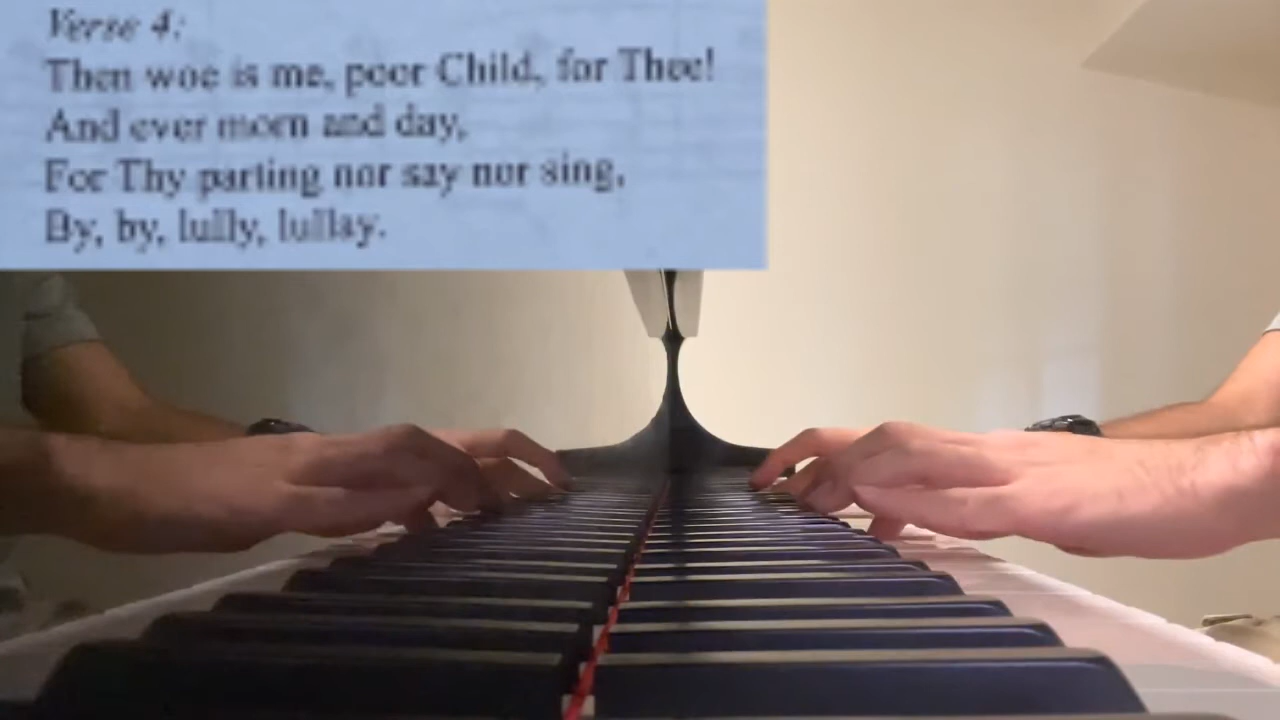 Verse 4:
Then woe is me, poor Child, for Thee!
And ever morn and day,
For Thy parting nor say nor sing,
By, by, lully, lullay.